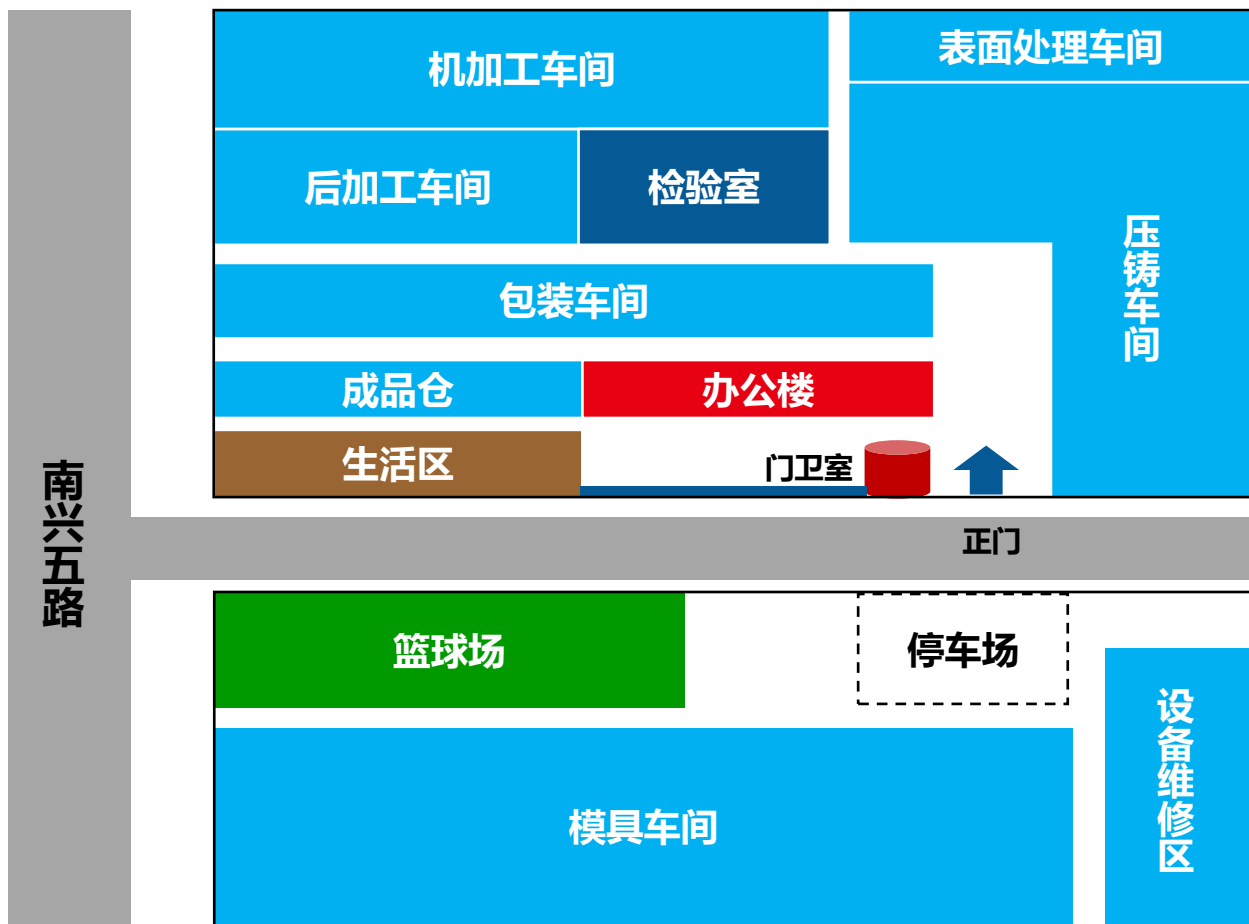 机加工车间
表面处理车间
后加工车间
检验室
压铸车间
包装车间
成品仓
办公楼
生活区
门卫室
南兴五路
正门
篮球场
停车场
设备维修区
模具车间